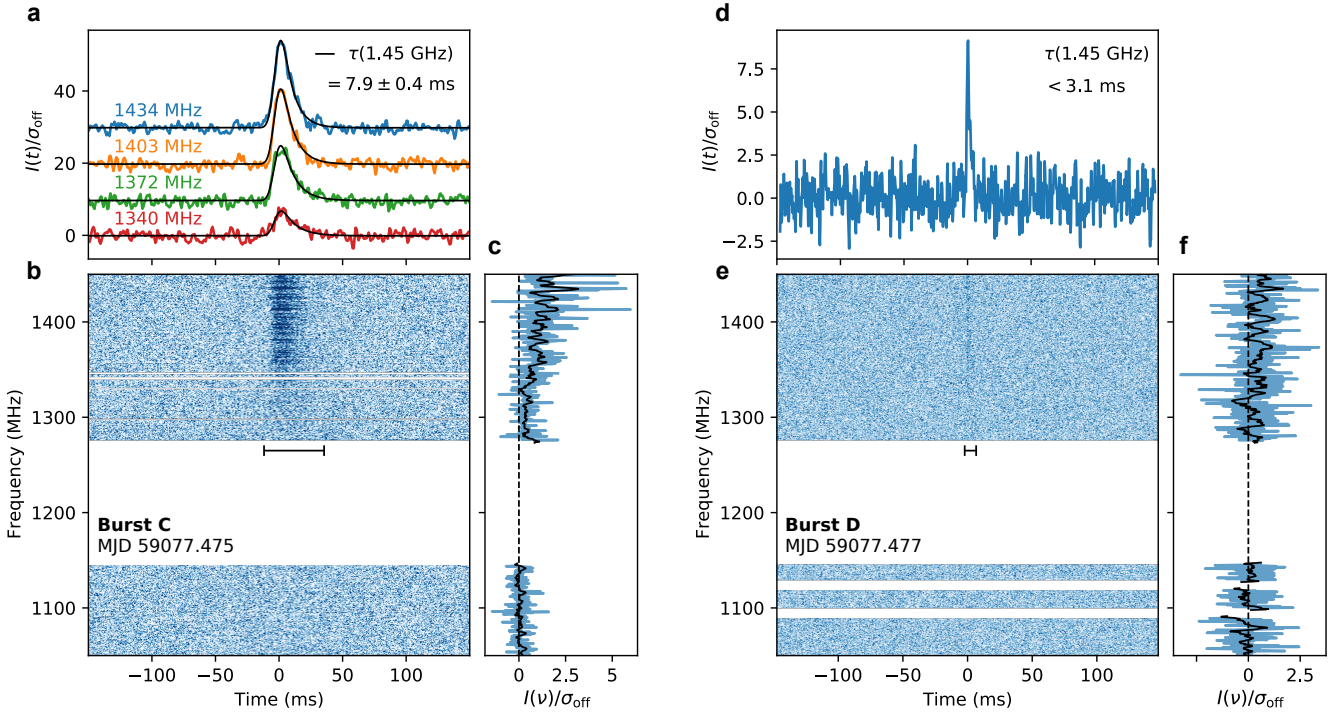 a
τ(1.45 GHz)
= 7.9 ± 0.4 ms
1434 MHz
1403 MHz
1372 MHz
1340 MHz
40
20
0
I(t)/σoff
b
1400
1300
1200
1100
Frequency (MHz)
Burst C
MJD 59077.475
−100
−50
0
50
100
Time (ms)
c
0
2.5
5
I(ν)/σoff
d
τ(1.45 GHz)
< 3.1 ms
7.5
5.0
2.5
0.0
−2.5
I(t)/σoff
e
1400
1300
1200
1100
Frequency (MHz)
Burst D
MJD 59077.477
−100
−50
0
50
100
Time (ms)
f
0
2.5
I(ν)/σoff